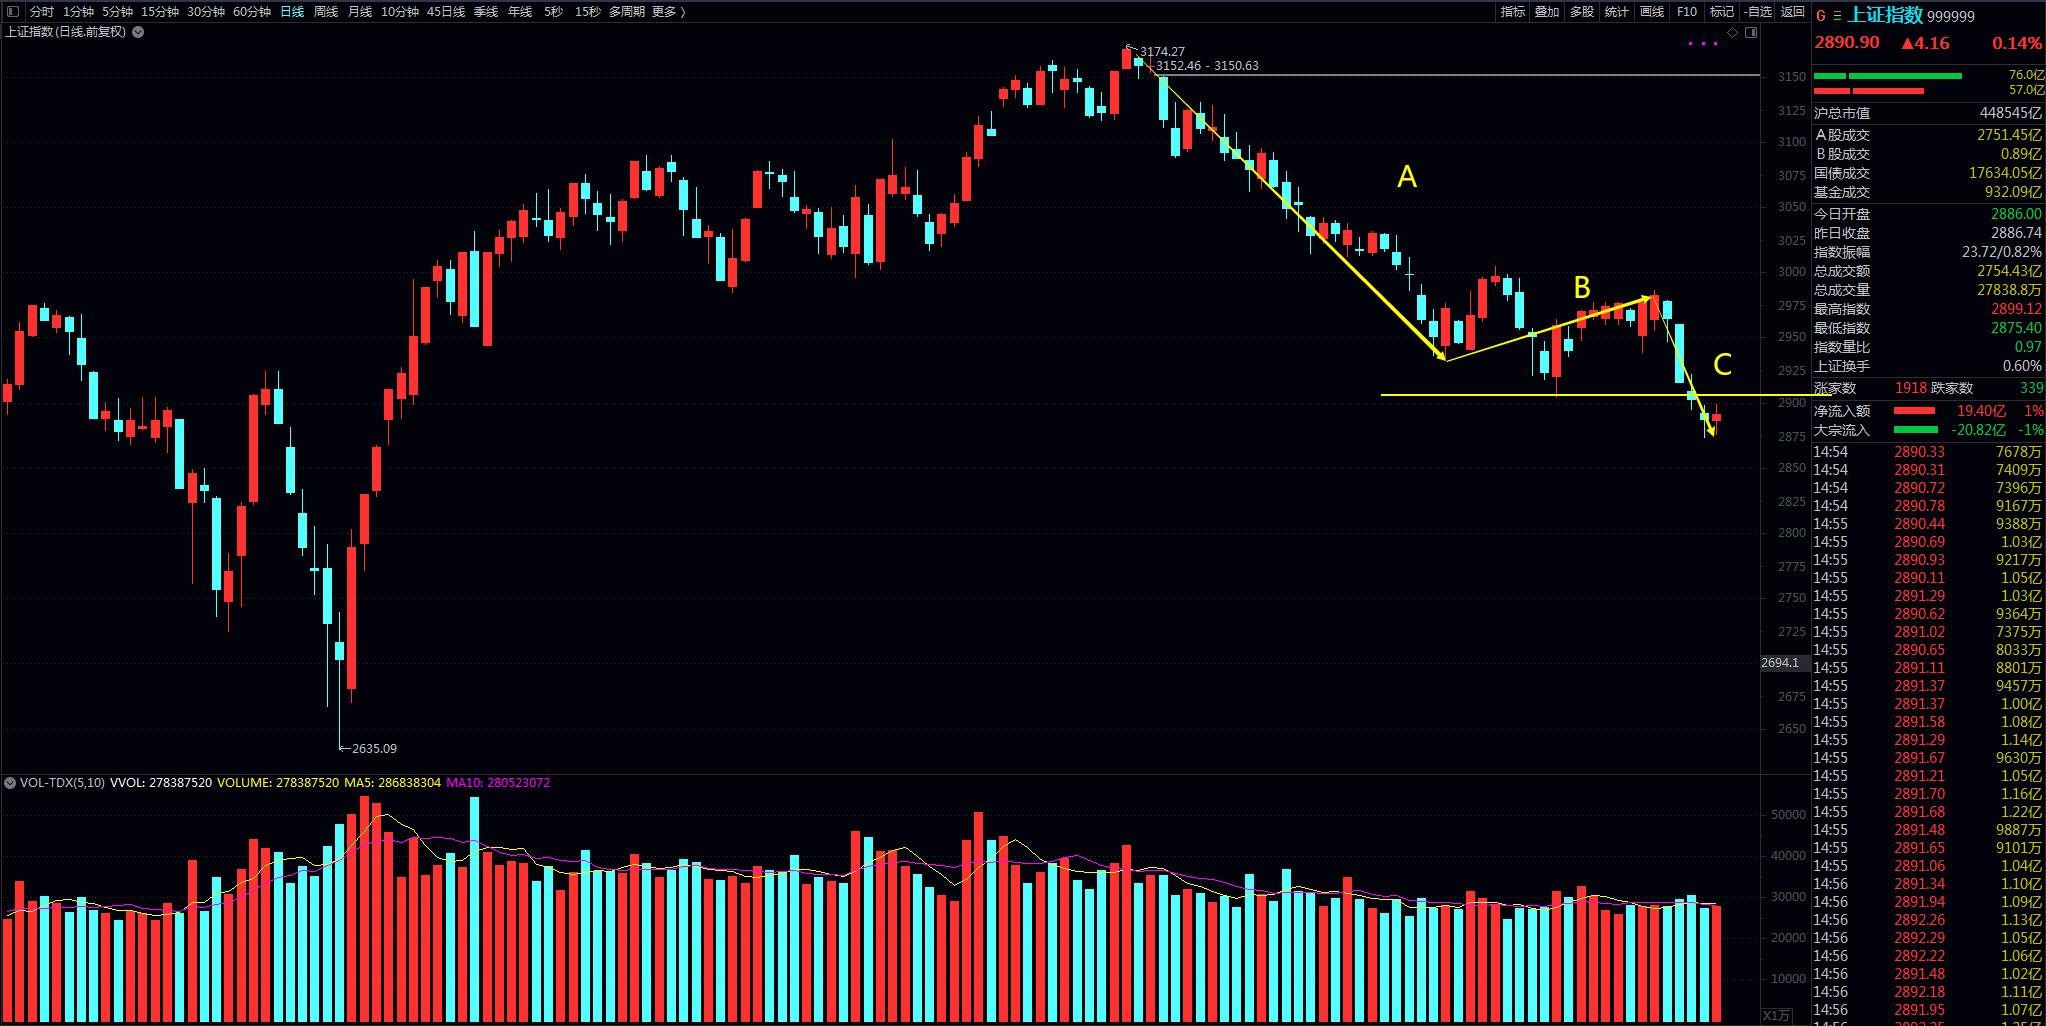 分时 1分钟 5分钟 15分钟 30分钟 60分钟 日线 周线 月线 10分钟 45日线 季线 年线 5秒 15秒 多周期 更多 〉
指标 叠加 多股 统计 画线 F10 标记 -自选 返回
上证指数(日线.前复权)
3174.27
3152.46 - 3150.63
A
B
C
2635.09
3150
3125
3100
3075
3050
3025
3000
2975
2950
2925
2900
2875
2850
2825
2800
2775
2750
2725
2694.1
2675
2650
VOL-TDX(5,10) VVOL: 278387520 VOLUME: 278387520 MA5: 286838304 MA10: 280523072
50000
40000
30000
20000
10000
X1万
G 上证指数 999999
2890.90 ▲4.16 0.14%
76.0亿
57.0亿
沪总市值 448545亿
A股成交 2751.45亿
B股成交 0.89亿
国债成交 17634.05亿
基金成交 932.09亿
今日开盘 2886.00
昨日收盘 2886.74
指数振幅 23.72/0.82%
总成交额 2754.43亿
总成交量 27838.8万
最高指数 2899.12
最低指数 2875.40
指数量比 0.97
上证换手 0.60%
涨家数 1918 跌家数 339
净流入额 19.40亿 1%
大宗流入 -20.82亿 -1%
14:54 2890.33 7678万
14:54 2890.31 7409万
14:54 2890.72 7396万
14:54 2890.78 9167万
14:55 2890.44 9388万
14:55 2890.69 1.03亿
14:55 2890.93 9217万
14:55 2890.11 1.05亿
14:55 2891.29 1.03亿
14:55 2890.62 9364万
14:55 2891.02 7375万
14:55 2890.65 8033万
14:55 2891.11 8801万
14:55 2891.37 9457万
14:55 2891.37 1.00亿
14:55 2891.58 1.08亿
14:55 2891.29 1.14亿
14:55 2891.67 9630万
14:55 2891.21 1.05亿
14:55 2891.70 1.16亿
14:55 2891.68 1.22亿
14:55 2891.48 9887万
14:55 2891.65 9101万
14:55 2891.06 1.04亿
14:56 2891.34 1.10亿
14:56 2891.94 1.09亿
14:56 2892.26 1.13亿
14:56 2892.29 1.05亿
14:56 2892.22 1.06亿
14:56 2891.48 1.02亿
14:56 2892.18 1.11亿
14:56 2891.95 1.07亿